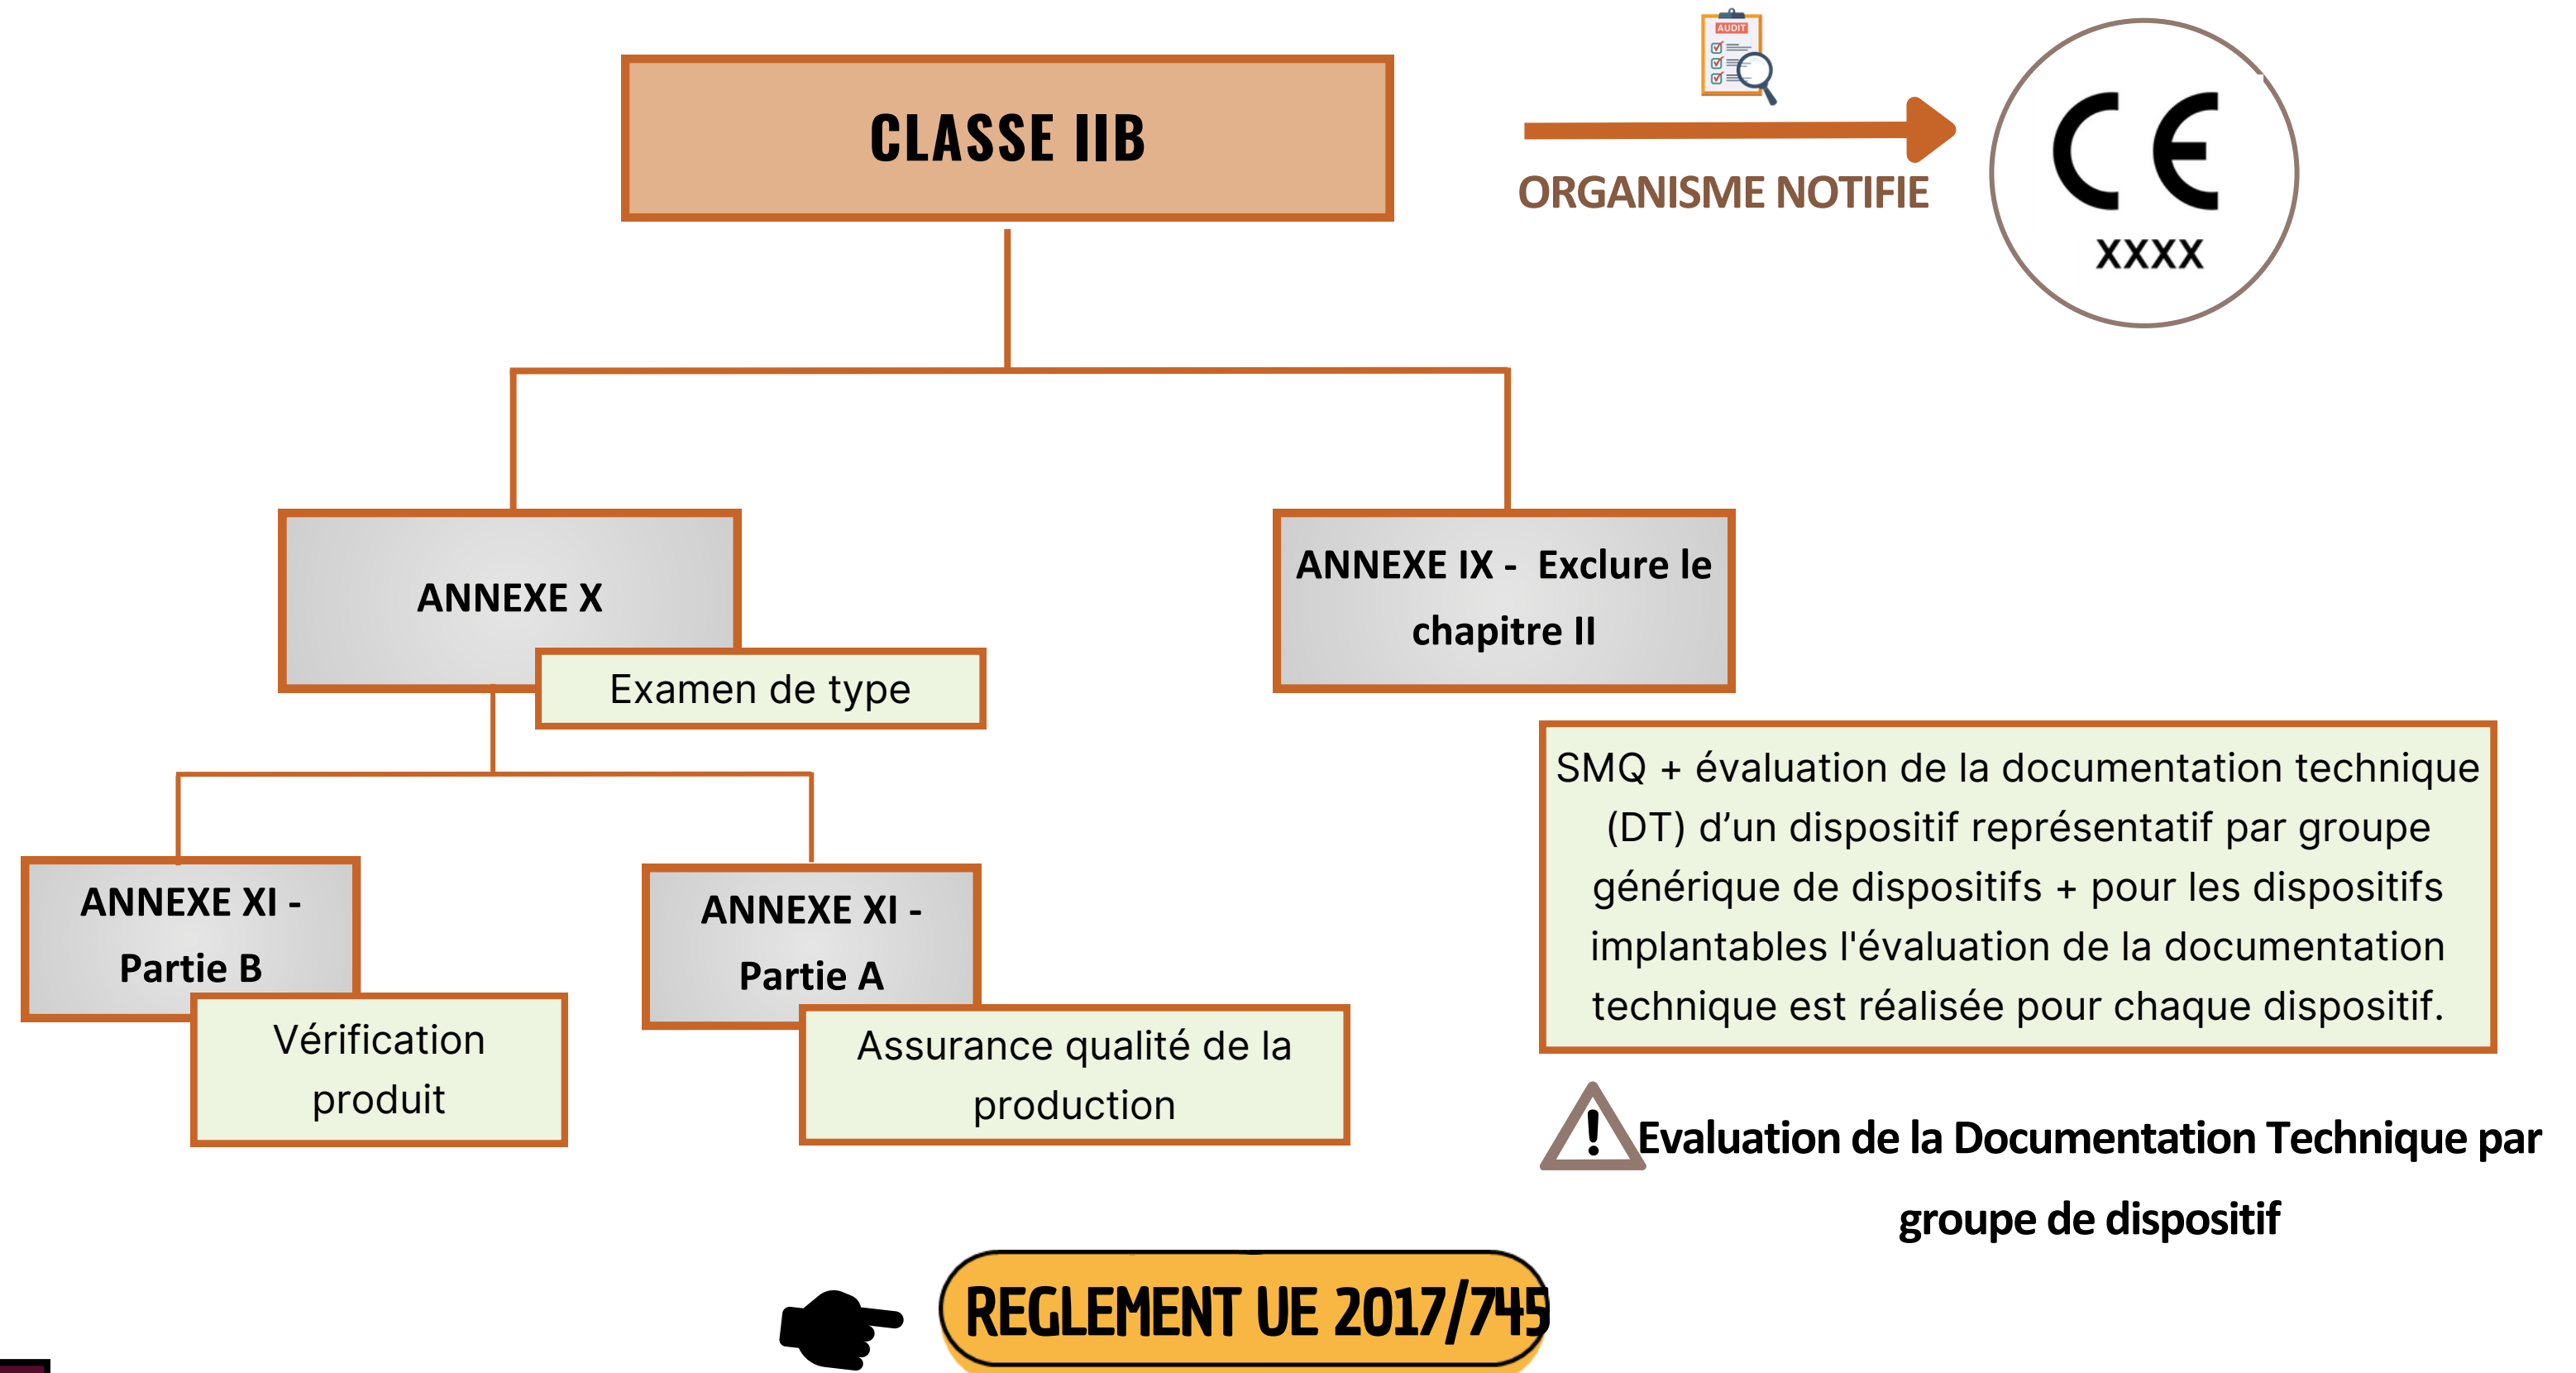 AUDIT
CLASSE IIB
ORGANISME NOTIFIE
CE
XXXX
ANNEXE X
Examen de type
ANNEXE IX - Exclure le
chapitre II
ANNEXE XI -
Partie B
Vérification
produit
ANNEXE XI -
Partie A
Assurance qualité de la
production
SMQ + évaluation de la documentation technique
(DT) d’un dispositif représentatif par groupe
générique de dispositifs + pour les dispositifs
implantables l'évaluation de la documentation
technique est réalisée pour chaque dispositif.
Evaluation de la Documentation Technique par
groupe de dispositif
REGLEMENT UE 2017/745